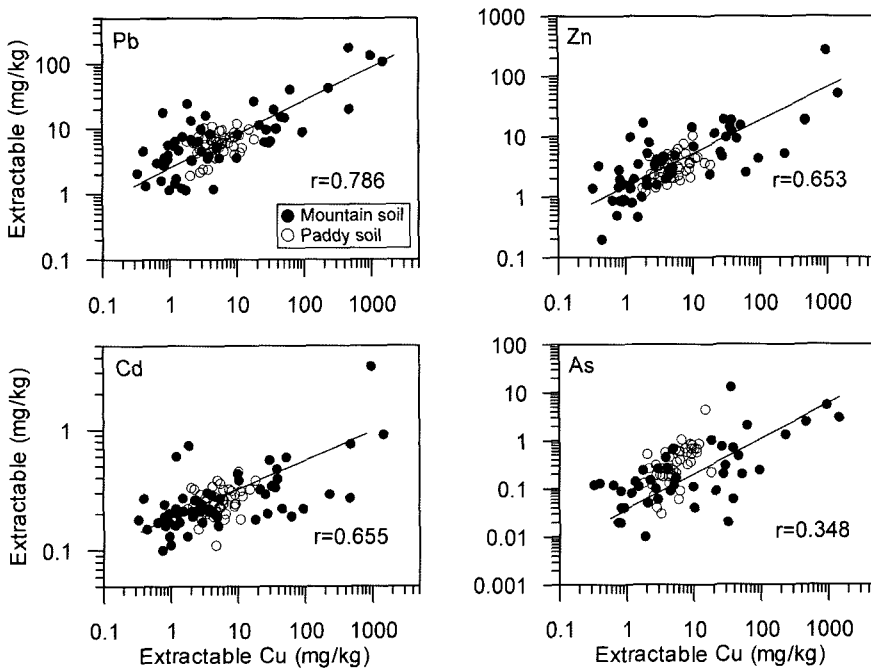 Pb
Extractable (mg/kg)
100
10
1
0.1
r=0.786
Mountain soil
Paddy soil
0.1 1 10 100 1000
Zn
1000
100
10
1
0.1
r=0.653
0.1 1 10 100 1000
Cd
Extractable (mg/kg)
1
0.1
r=0.655
0.1 1 10 100 1000
Extractable Cu (mg/kg)
As
100
10
1
0.1
0.01
0.001
r=0.348
0.1 1 10 100 1000
Extractable Cu (mg/kg)